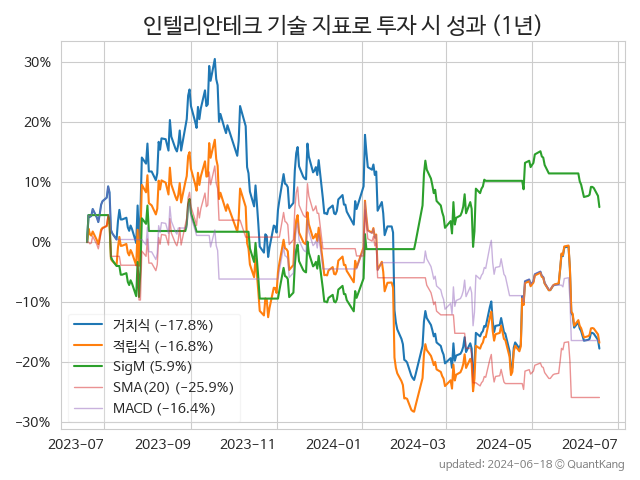 인텔리안테크 기술 지표로 투자 시 성과 (1년)
30%
20%
10%
0%
−10%
−20%
−30%
거치식 (−17.8%)
적립식 (−16.8%)
SigM (5.9%)
SMA(20) (−25.9%)
MACD (−16.4%)
2023-07 2023-09 2023-11 2024-01 2024-03 2024-05 2024-07
updated: 2024-06-18 © QuantKang